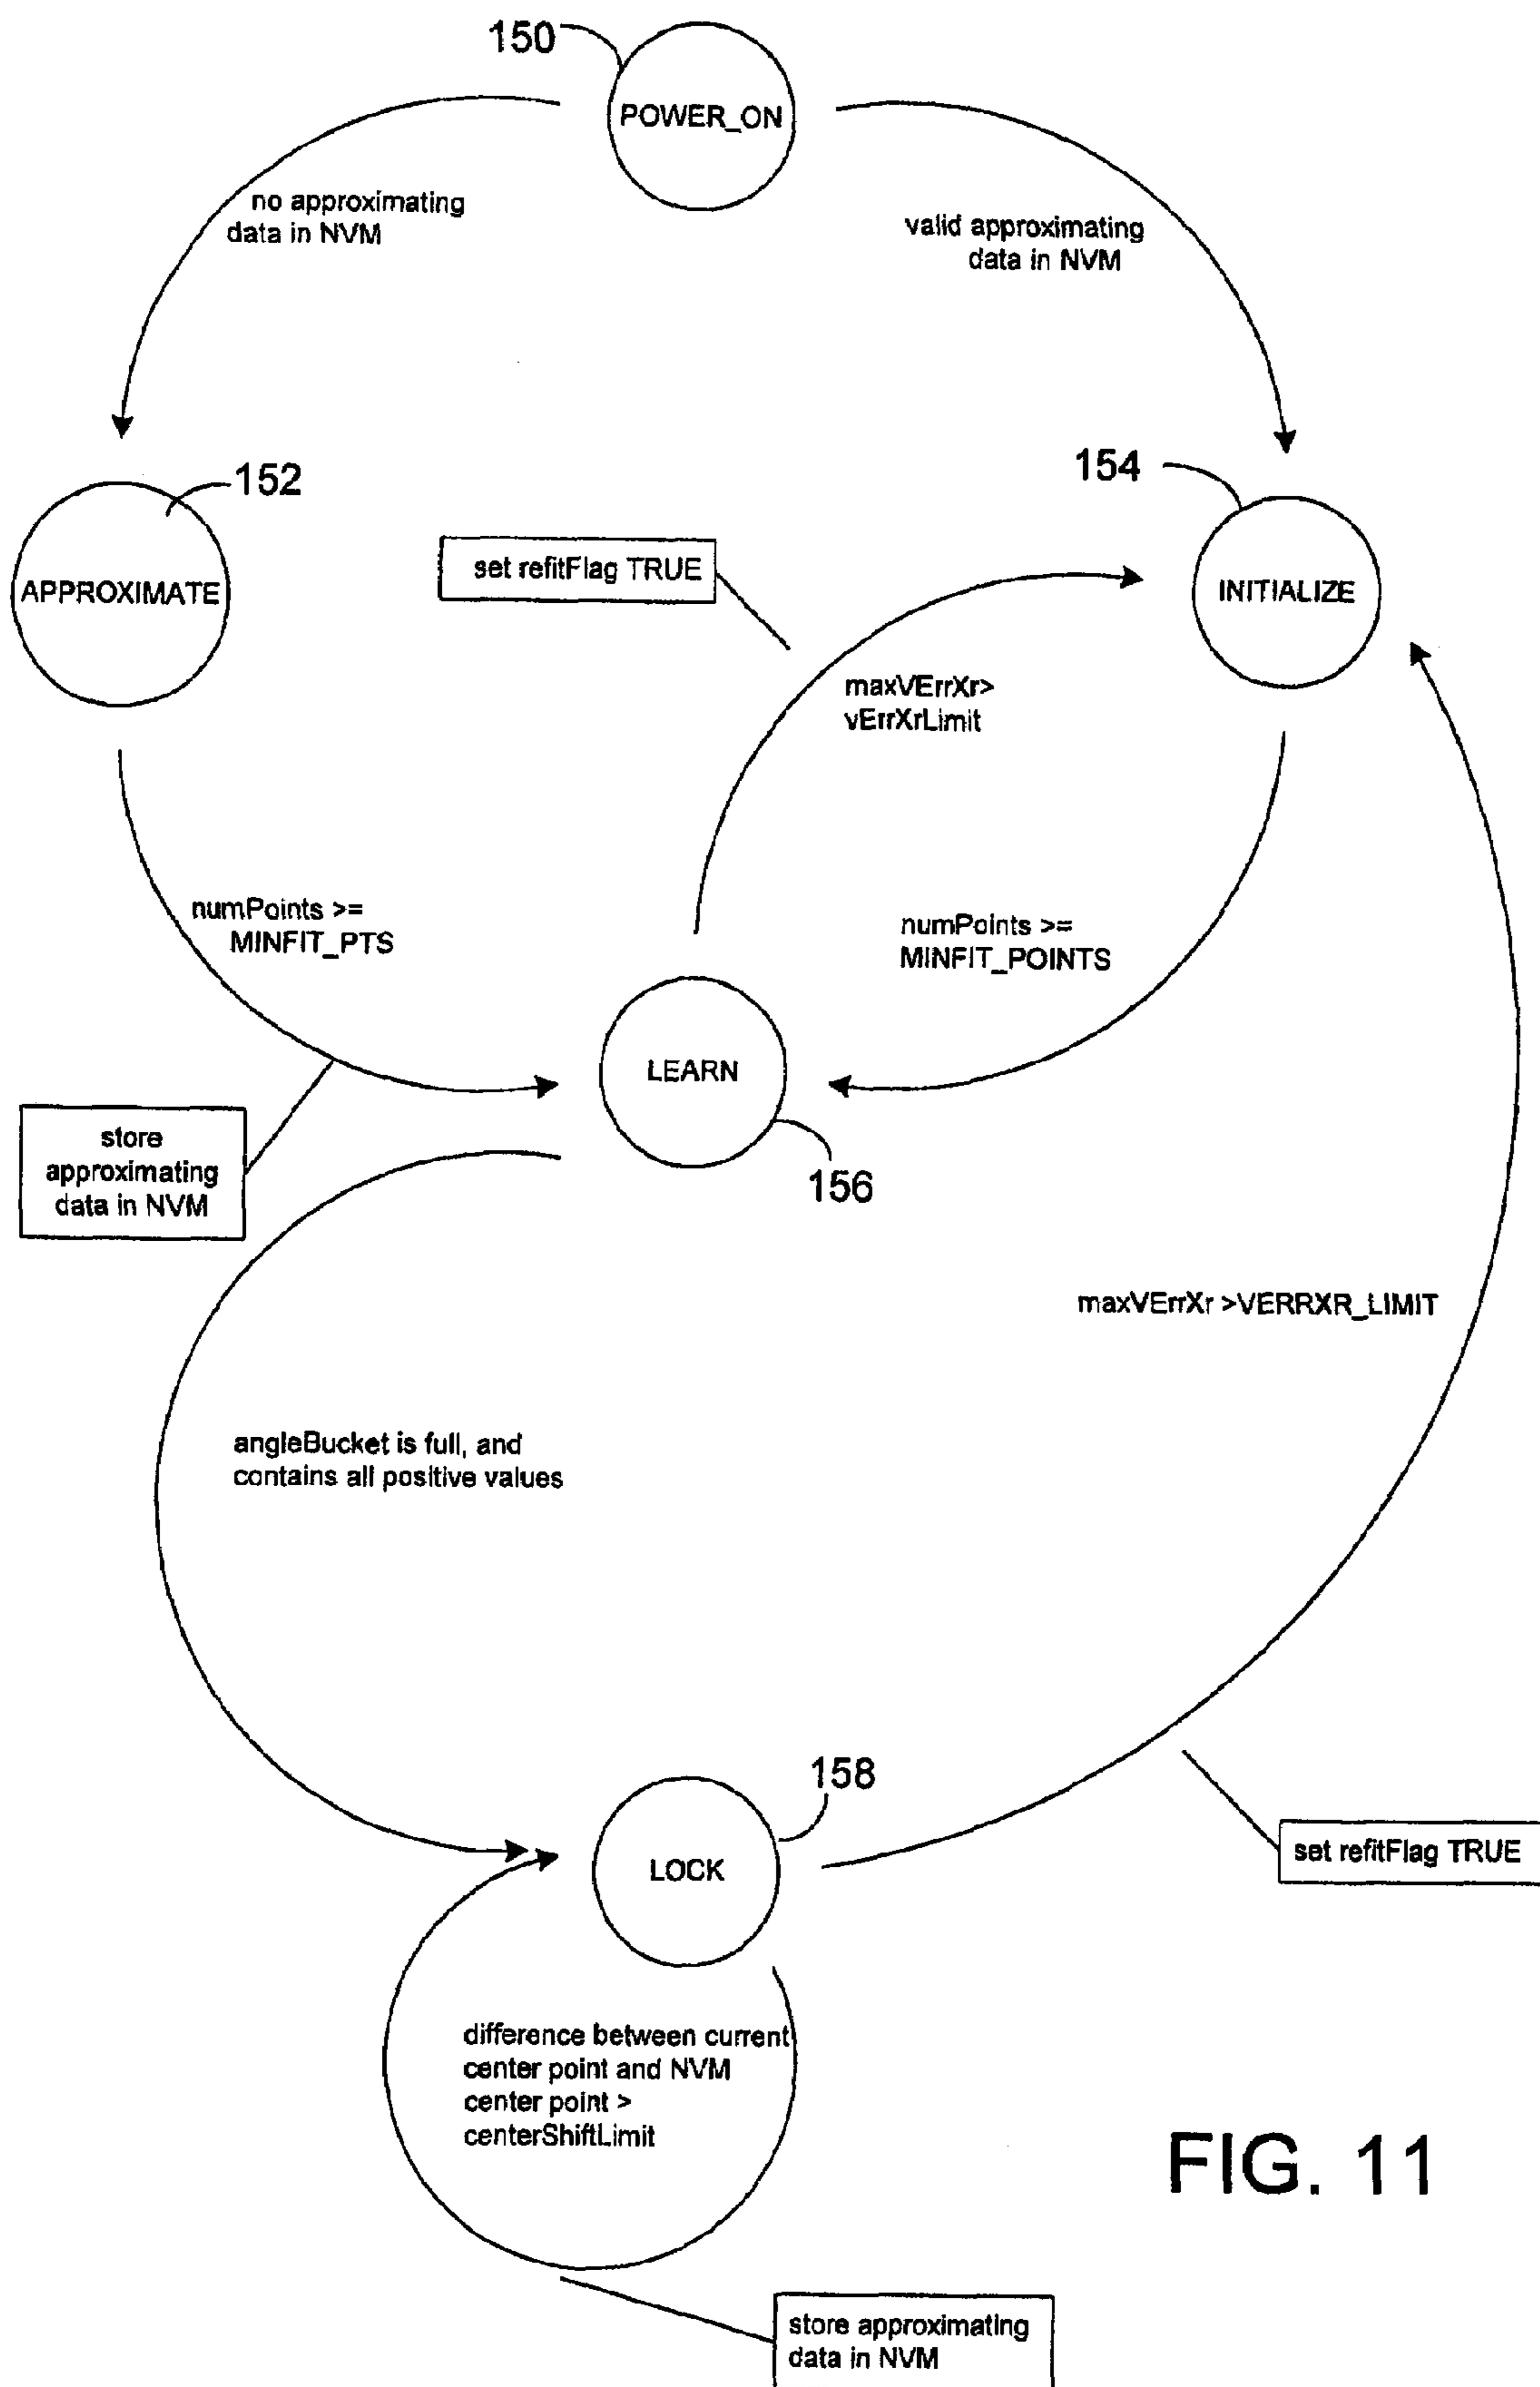 150
POWER_ON
no approximating
data in NVM
valid approximating
data in NVM
152
154
APPROXIMATE
set refitFlag TRUE
INITIALIZE
maxVErrXr>
vErrXrLimit
numPoints >=
MINFIT_PTS
numPoints >=
MINFIT_POINTS
LEARN
156
store
approximating
data in NVM
maxVErrXr >VERRXR_LIMIT
angleBucket is full, and
contains all positive values
158
LOCK
set refitFlag TRUE
difference between current
center point and NVM
center point >
centerShiftLimit
FIG. 11
store approximating
data in NVM